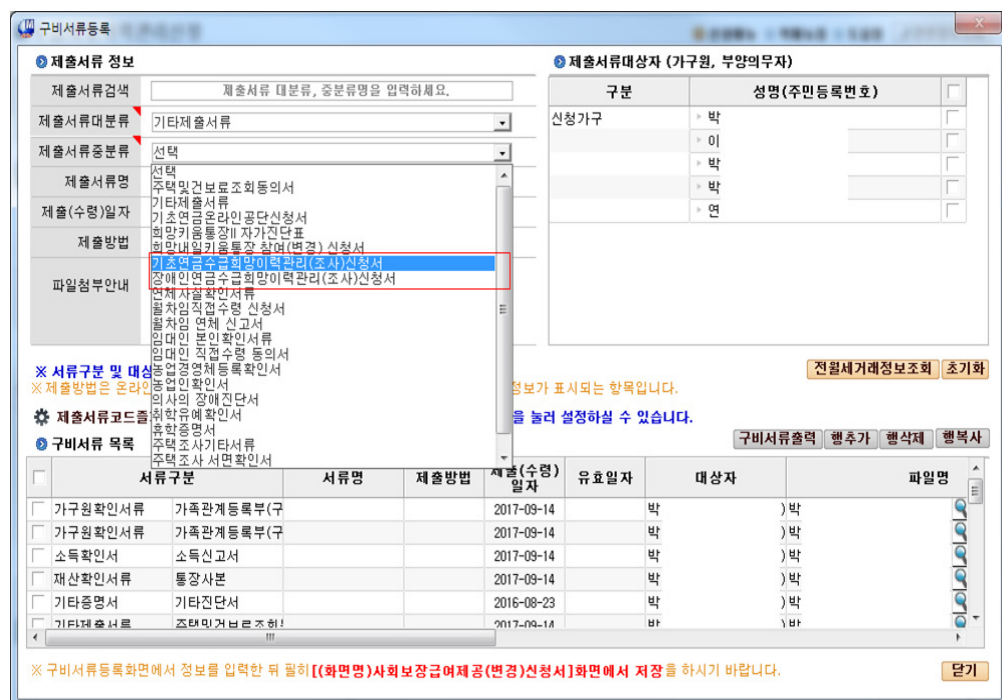 구비서류등록
제출서류 정보
제출서류검색 제출서류 대분류, 중분류명을 입력하세요.
제출서류대분류 기타제출서류
제출서류중분류 선택
제출서류명
제출(수령)일자
제출방법
파일첨부안내
선택
주택및건보료조회동의서
기타제출서류
기초연금온라인공단신청서
희망키움통장II 자가진단표
희망내일키움통장 참여(변경) 신청서
기초연금수급희망이력관리(조사)신청서
장애인연금수급희망이력관리(조사)신청서
연체사실확인서류
월차임직접수령 신청서
월차임 연체 신고서
임대인 본인확인서류
임대인 직접수령 동의서
농업경영체등록확인서
농업인확인서
의사의 장애진단서
취학유예확인서
휴학증명서
주택조사기타서류
주택조사 서면확인서
제출서류대상자 (가구원, 부양의무자)
구분 성명(주민등록번호)
신청가구 박
이
박
박
연
※ 서류구분 및 대상
전월세거래정보조회 초기화
※ 제출방법은 온라인 정보가 표시되는 항목입니다.
제출서류코드즐 을 눌러 설정하실 수 있습니다.
구비서류 목록
구비서류출력 행추가 행삭제 행복사
서류구분 서류명 제출방법 제출(수령)일자 유효일자 대상자 파일명
가구원확인서류 가족관계등록부(구 2017-09-14 박 ) 박
가구원확인서류 가족관계등록부(구 2017-09-14 박 ) 박
소득확인서 소득신고서 2017-09-14 박 ) 박
재산확인서류 통장사본 2017-09-14 박 ) 박
기타증명서 기타진단서 2016-08-23 박 ) 박
기타제출서류 주택및건보료조회 2017-09-14 박 ) 박
※ 구비서류등록화면에서 정보를 입력한 뒤 필히 [(화면명)사회보장급여제공(변경)신청서]화면에서 저장을 하시기 바랍니다.
닫기